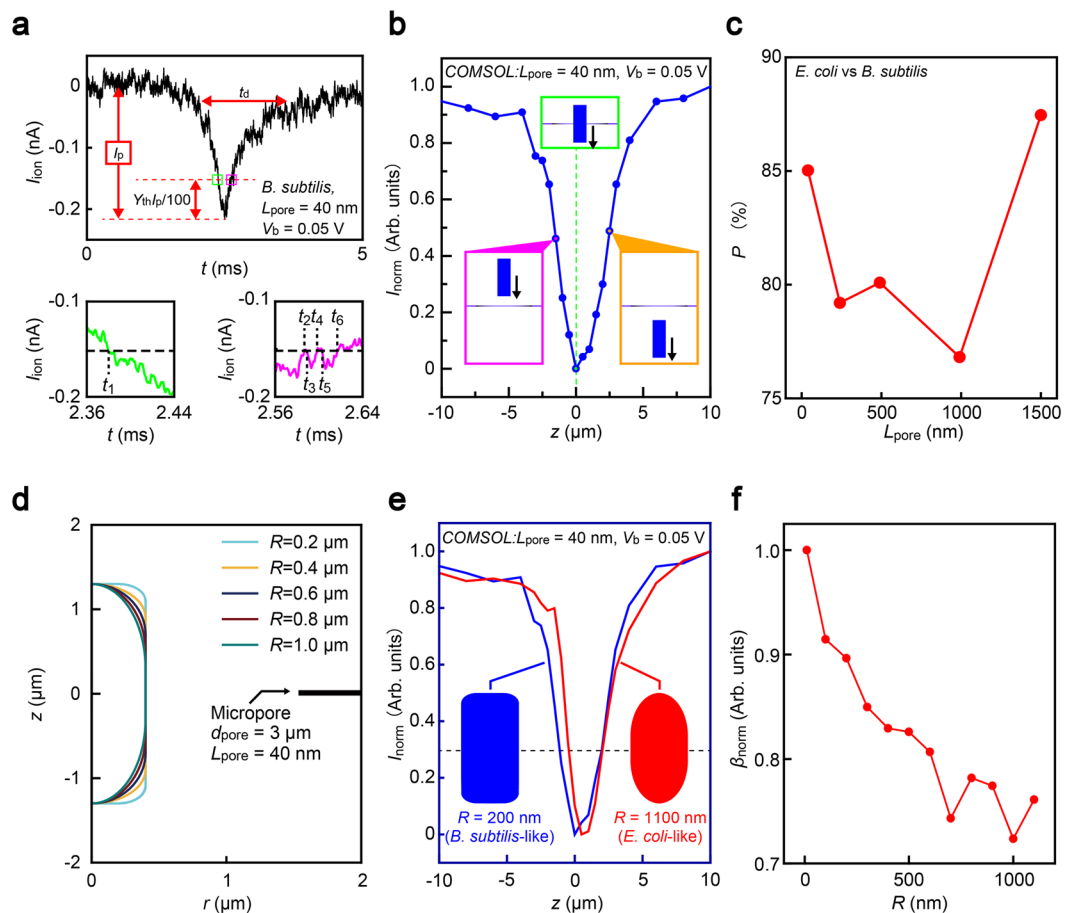 a
0
-0.1
-0.2
I_ion (nA)
t_d
I_p
Y_th I_p/100
B. subtilis,
L_pore = 40 nm
V_b = 0.05 V
0
5
t (ms)
-0.1
-0.2
I_ion (nA)
t_1
2.36
2.44
t (ms)
-0.1
-0.2
I_ion (nA)
t_2 t_4 t_6
t_3 t_5
2.56
2.64
t (ms)
b
COMSOL:L_pore = 40 nm, V_b = 0.05 V
1.0
0.8
0.6
0.4
0.2
0
I_norm (Arb. units)
-10
-5
0
5
10
z (µm)
c
E. coli vs B. subtilis
90
85
80
75
P (%)
0
500
1000
1500
L_pore (nm)
d
2
1
0
-1
-2
z (µm)
R=0.2 µm
R=0.4 µm
R=0.6 µm
R=0.8 µm
R=1.0 µm
Micropore
d_pore = 3 µm
L_pore = 40 nm
0
1
2
r (µm)
e
COMSOL:L_pore = 40 nm, V_b = 0.05 V
1.0
0.8
0.6
0.4
0.2
0
I_norm (Arb. units)
R = 200 nm
(B. subtilis-like)
R = 1100 nm
(E. coli-like)
-10
-5
0
5
10
z (µm)
f
1.0
0.9
0.8
0.7
β_norm (Arb. units)
0
500
1000
R (nm)